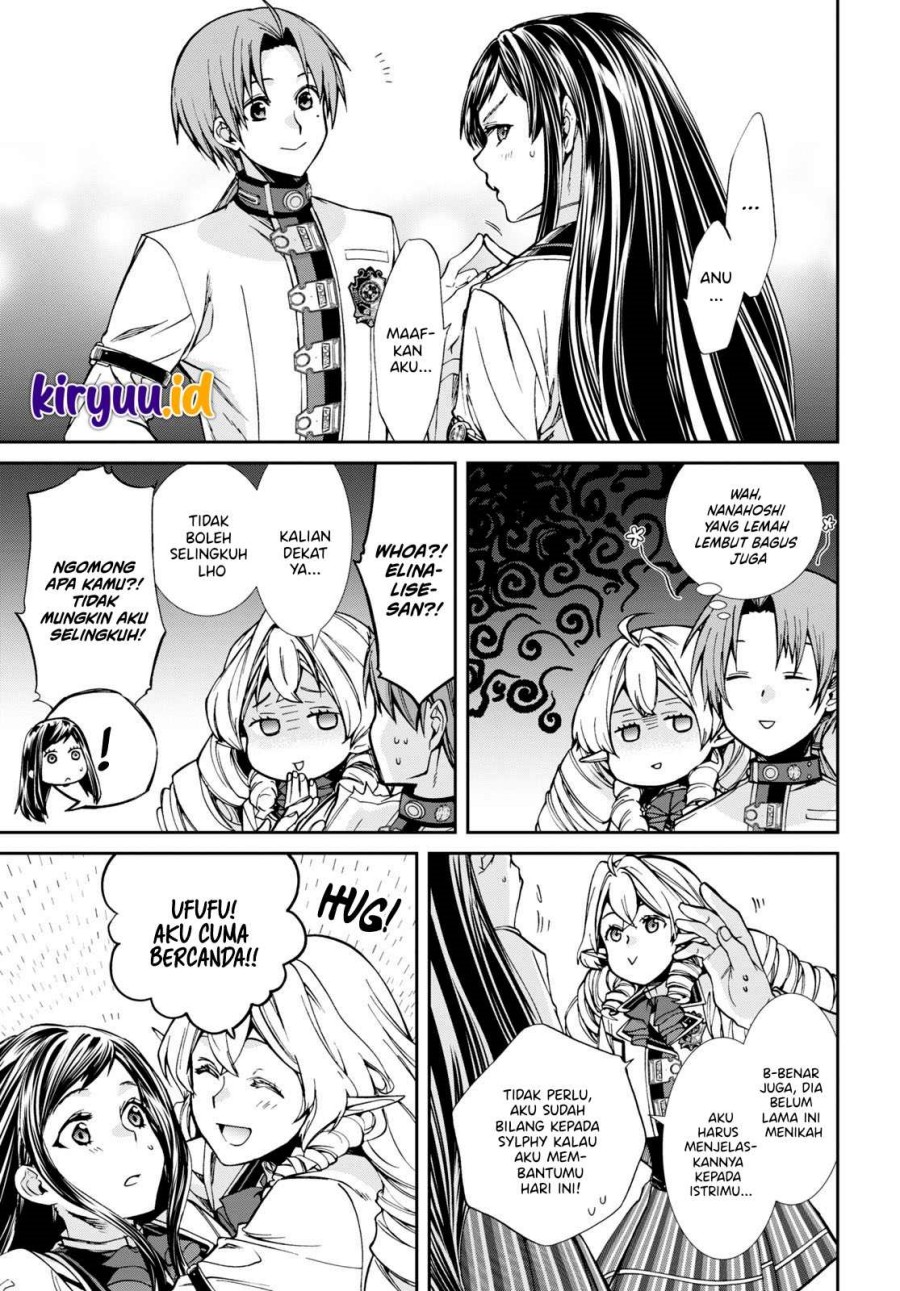 ...
ANU
...
MAAF-
KAN
AKU...
kiryuu.id
WAH,
NANAHOSHI
YANG LEMAH
LEMBUT BAGUS
JUGA
WHOA?!
ELINA-
LISE-
SAN?!
KALIAN
DEKAT
YA...
TIDAK
BOLEH
SELINGKUH
LHO
NGOMONG
APA KAMU?!
TIDAK
MUNGKIN AKU
SELINGKUH!
!
B-BENAR
JUGA, DIA
BELUM
LAMA INI
MENIKAH
AKU
HARUS
MENJELAS-
KANNYA
KEPADA
ISTRIMU...
TIDAK PERLU,
AKU SUDAH
BILANG KEPADA
SYLPHY KALAU
AKU MEM-
BANTUMU
HARI INI!
HUG!
UFUFU!
AKU CUMA
BERCANDA!!